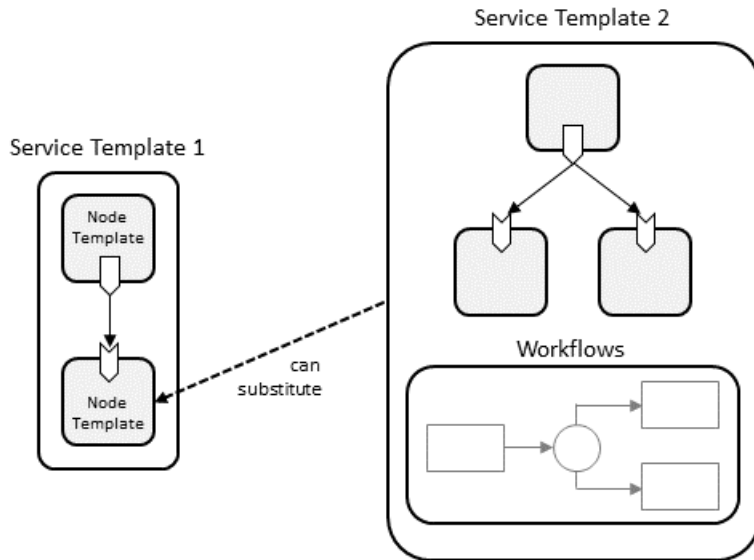 Service Template 2
Service Template 1
Node
Template
can
substitute
Node
Template
Workflows